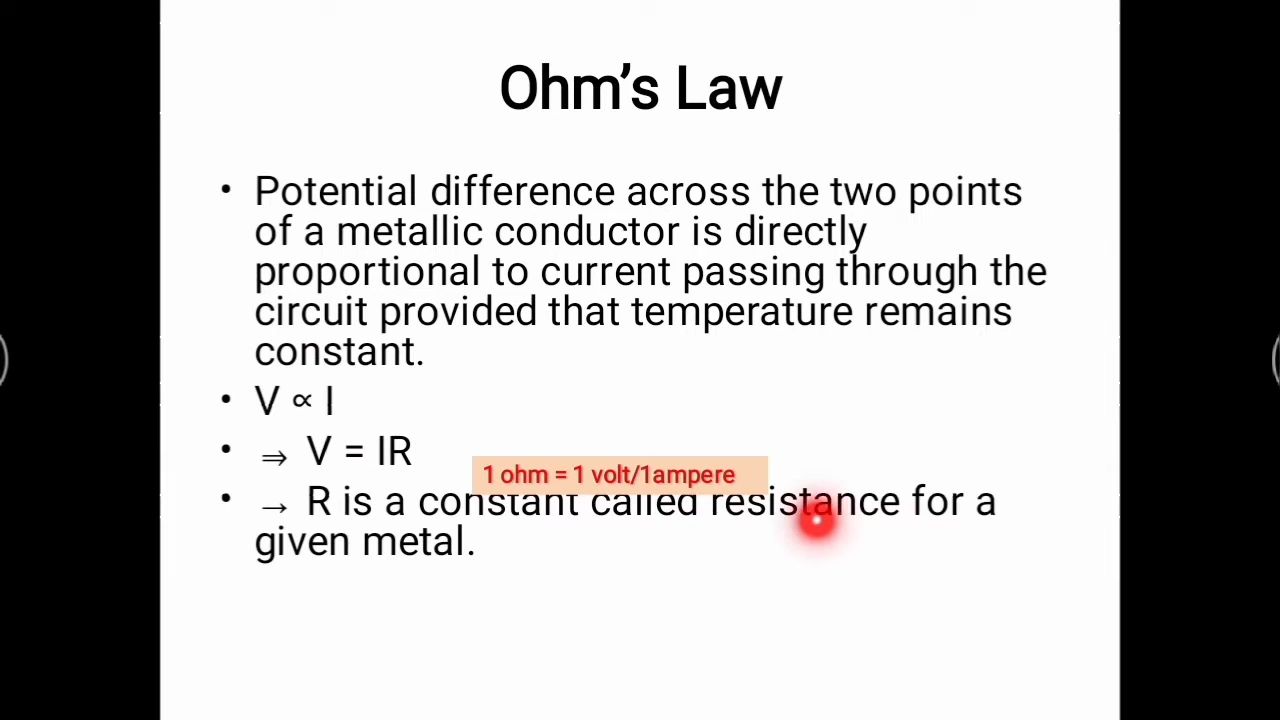 Ohm’s Law
• Potential difference across the two points
of a metallic conductor is directly
proportional to current passing through the
circuit provided that temperature remains
constant.
• V ∝ I
• ⇒ V = IR
1 ohm = 1 volt/1ampere
• → R is a constant called resistance for a
given metal.